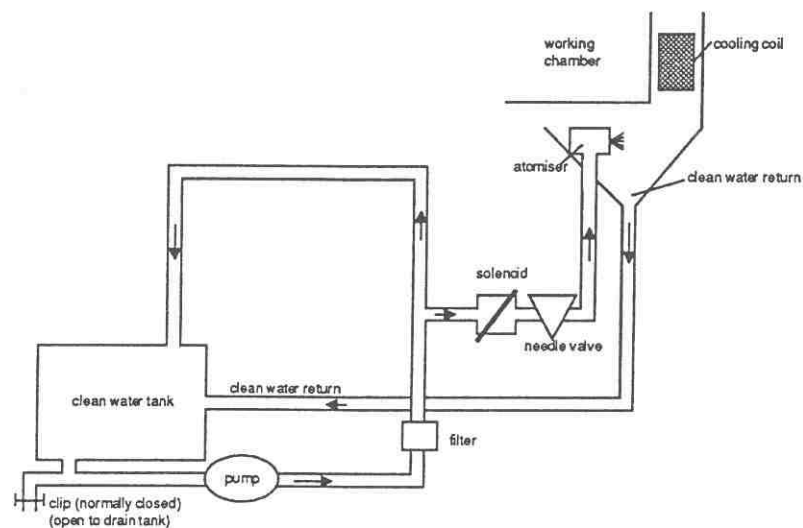 working
chamber
cooling coil
atomiser
clean water return
solenoid
needle valve
clean water tank
clean water return
filter
pump
clip (normally closed)
(open to drain tank)